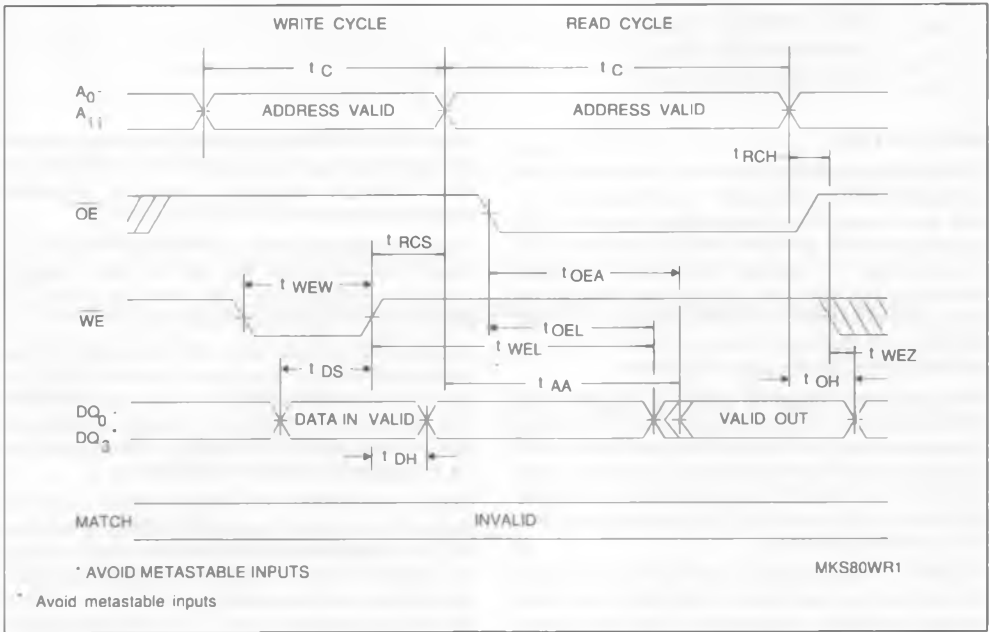 WRITE CYCLE READ CYCLE
t C t C
A0 -
A11 ADDRESS VALID ADDRESS VALID
t RCH
OE
t RCS
t WEW t OEA
WE
t OEL
t WEL t WEZ
t DS t AA t OH
DQ0 -
DQ3 * DATA IN VALID VALID OUT
t DH
MATCH INVALID
* AVOID METASTABLE INPUTS MKS80WR1
* Avoid metastable inputs